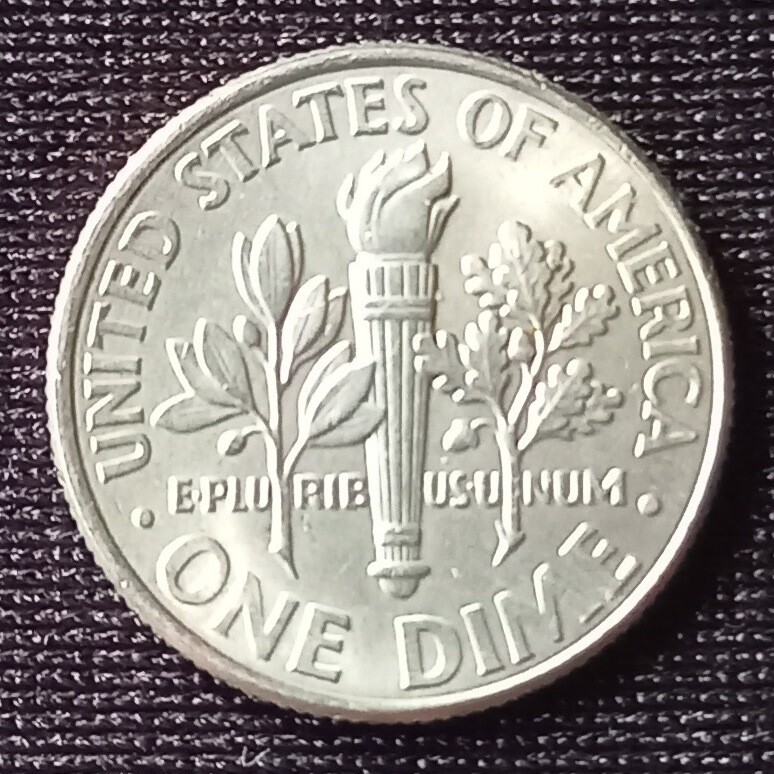 UNITED STATES OF AMERICA
E·PLURIBUS·UNUM
· ONE DIME ·